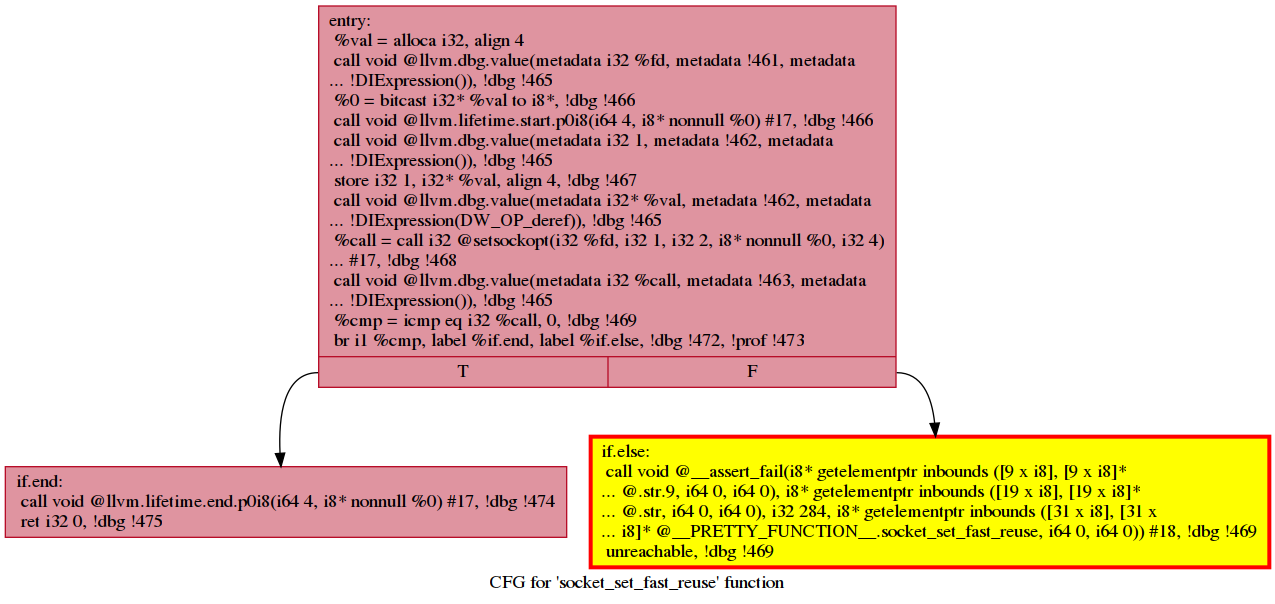 entry:
%val = alloca i32, align 4
call void @llvm.dbg.value(metadata i32 %fd, metadata !461, metadata
... !DIExpression()), !dbg !465
%0 = bitcast i32* %val to i8*, !dbg !466
call void @llvm.lifetime.start.p0i8(i64 4, i8* nonnull %0) #17, !dbg !466
call void @llvm.dbg.value(metadata i32 1, metadata !462, metadata
... !DIExpression()), !dbg !465
store i32 1, i32* %val, align 4, !dbg !467
call void @llvm.dbg.value(metadata i32* %val, metadata !462, metadata
... !DIExpression(DW_OP_deref)), !dbg !465
%call = call i32 @setsockopt(i32 %fd, i32 1, i32 2, i8* nonnull %0, i32 4)
... #17, !dbg !468
call void @llvm.dbg.value(metadata i32 %call, metadata !463, metadata
... !DIExpression()), !dbg !465
%cmp = icmp eq i32 %call, 0, !dbg !469
br i1 %cmp, label %if.end, label %if.else, !dbg !472, !prof !473
T
F
if.end:
call void @llvm.lifetime.end.p0i8(i64 4, i8* nonnull %0) #17, !dbg !474
ret i32 0, !dbg !475
if.else:
call void @__assert_fail(i8* getelementptr inbounds ([9 x i8], [9 x i8]*
... @.str.9, i64 0, i64 0), i8* getelementptr inbounds ([19 x i8], [19 x i8]*
... @.str, i64 0, i64 0), i32 284, i8* getelementptr inbounds ([31 x i8], [31 x
... i8]* @__PRETTY_FUNCTION__.socket_set_fast_reuse, i64 0, i64 0)) #18, !dbg !469
unreachable, !dbg !469
CFG for 'socket_set_fast_reuse' function